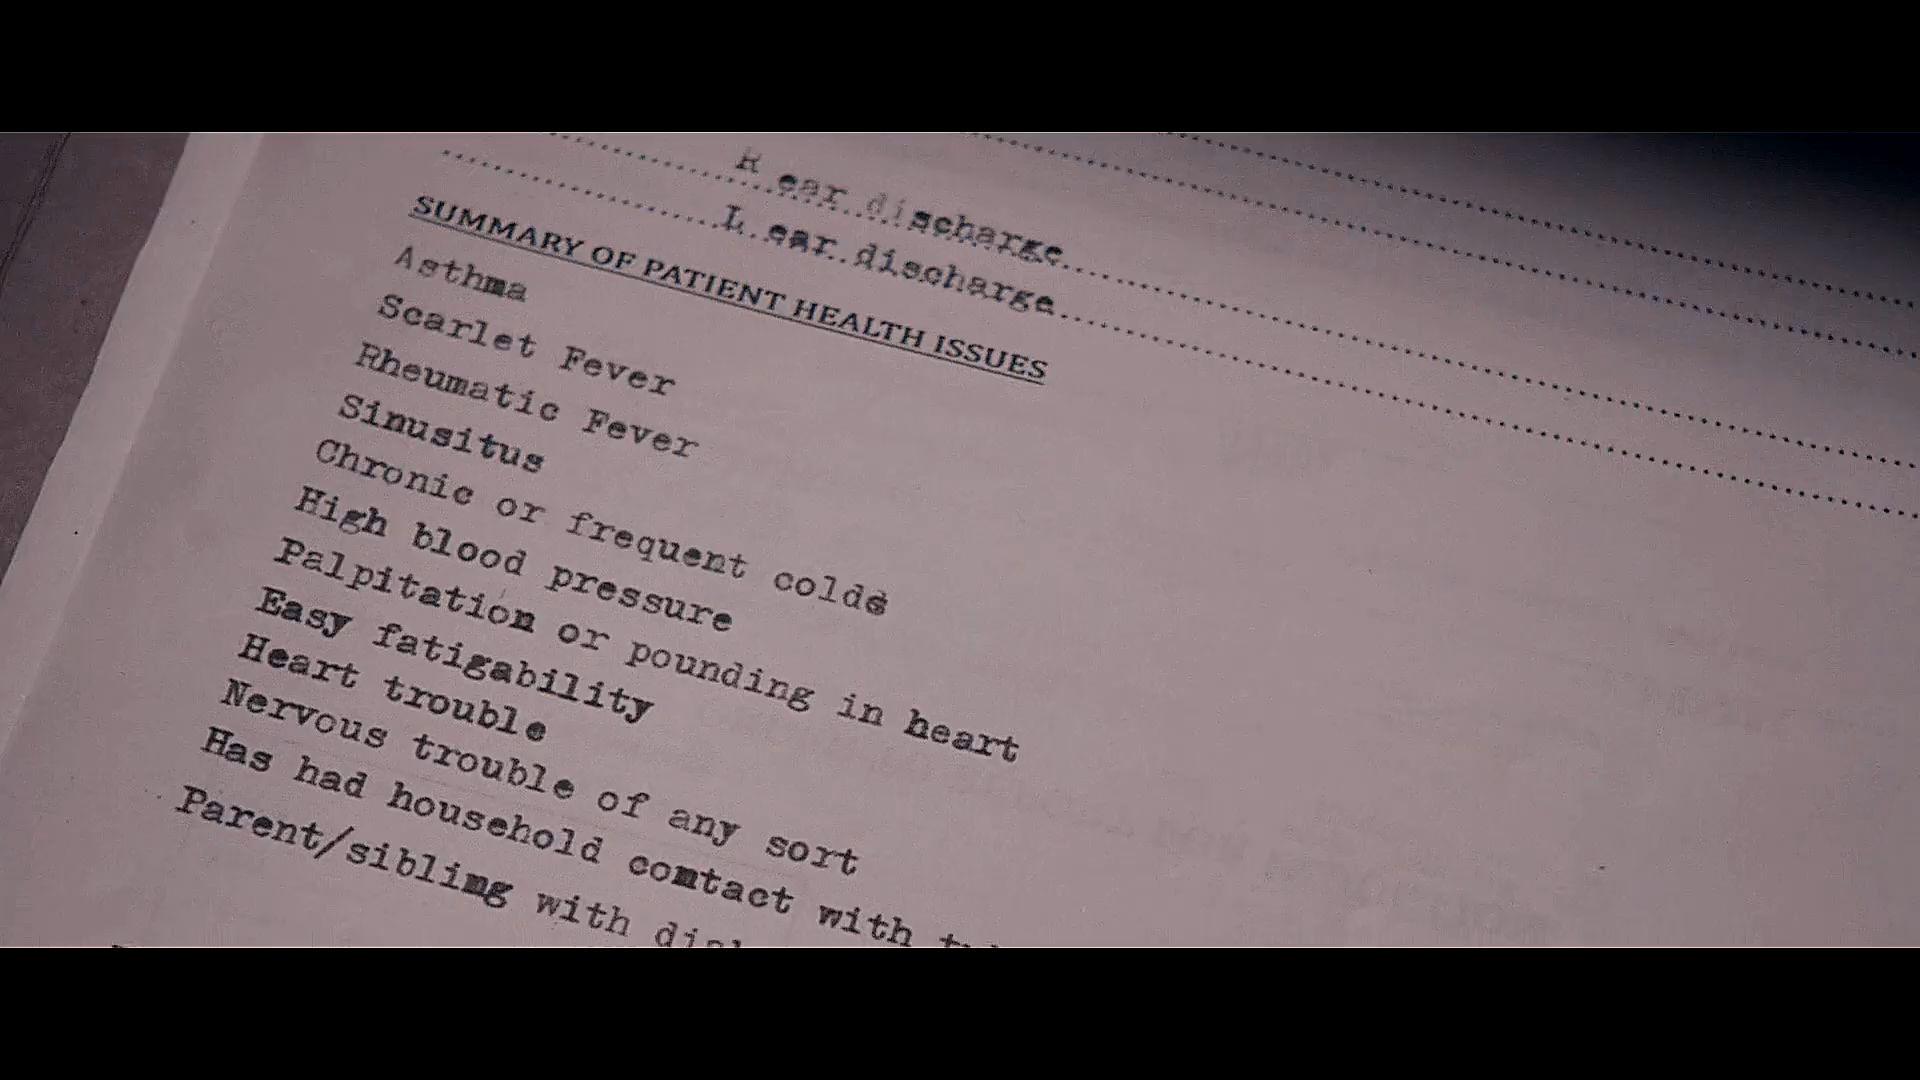 R ear discharge
L ear discharge
SUMMARY OF PATIENT HEALTH ISSUES
Asthma
Scarlet Fever
Rheumatic Fever
Sinusitus
Chronic or frequent colds
High blood pressure
Palpitation or pounding in heart
Easy fatigability
Heart trouble
Nervous trouble of any sort
Has had household comtact with
Parent/sibling with